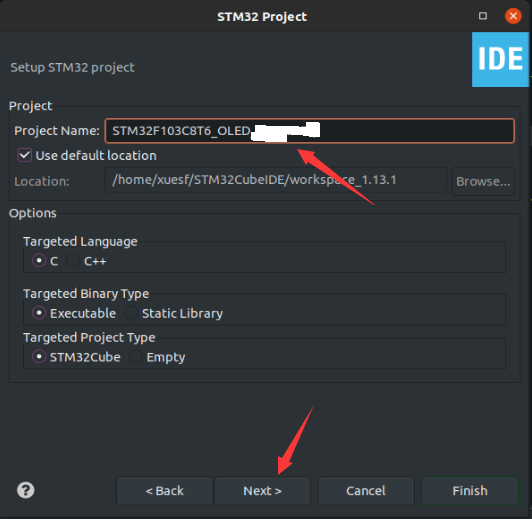 STM32 Project
IDE
Setup STM32 project
Project
Project Name: STM32F103C8T6_OLED_
Use default location
Location: /home/xuesf/STM32CubeIDE/workspace_1.13.1 Browse...
Options
Targeted Language
C C++
Targeted Binary Type
Executable Static Library
Targeted Project Type
STM32Cube Empty
? < Back Next > Cancel Finish